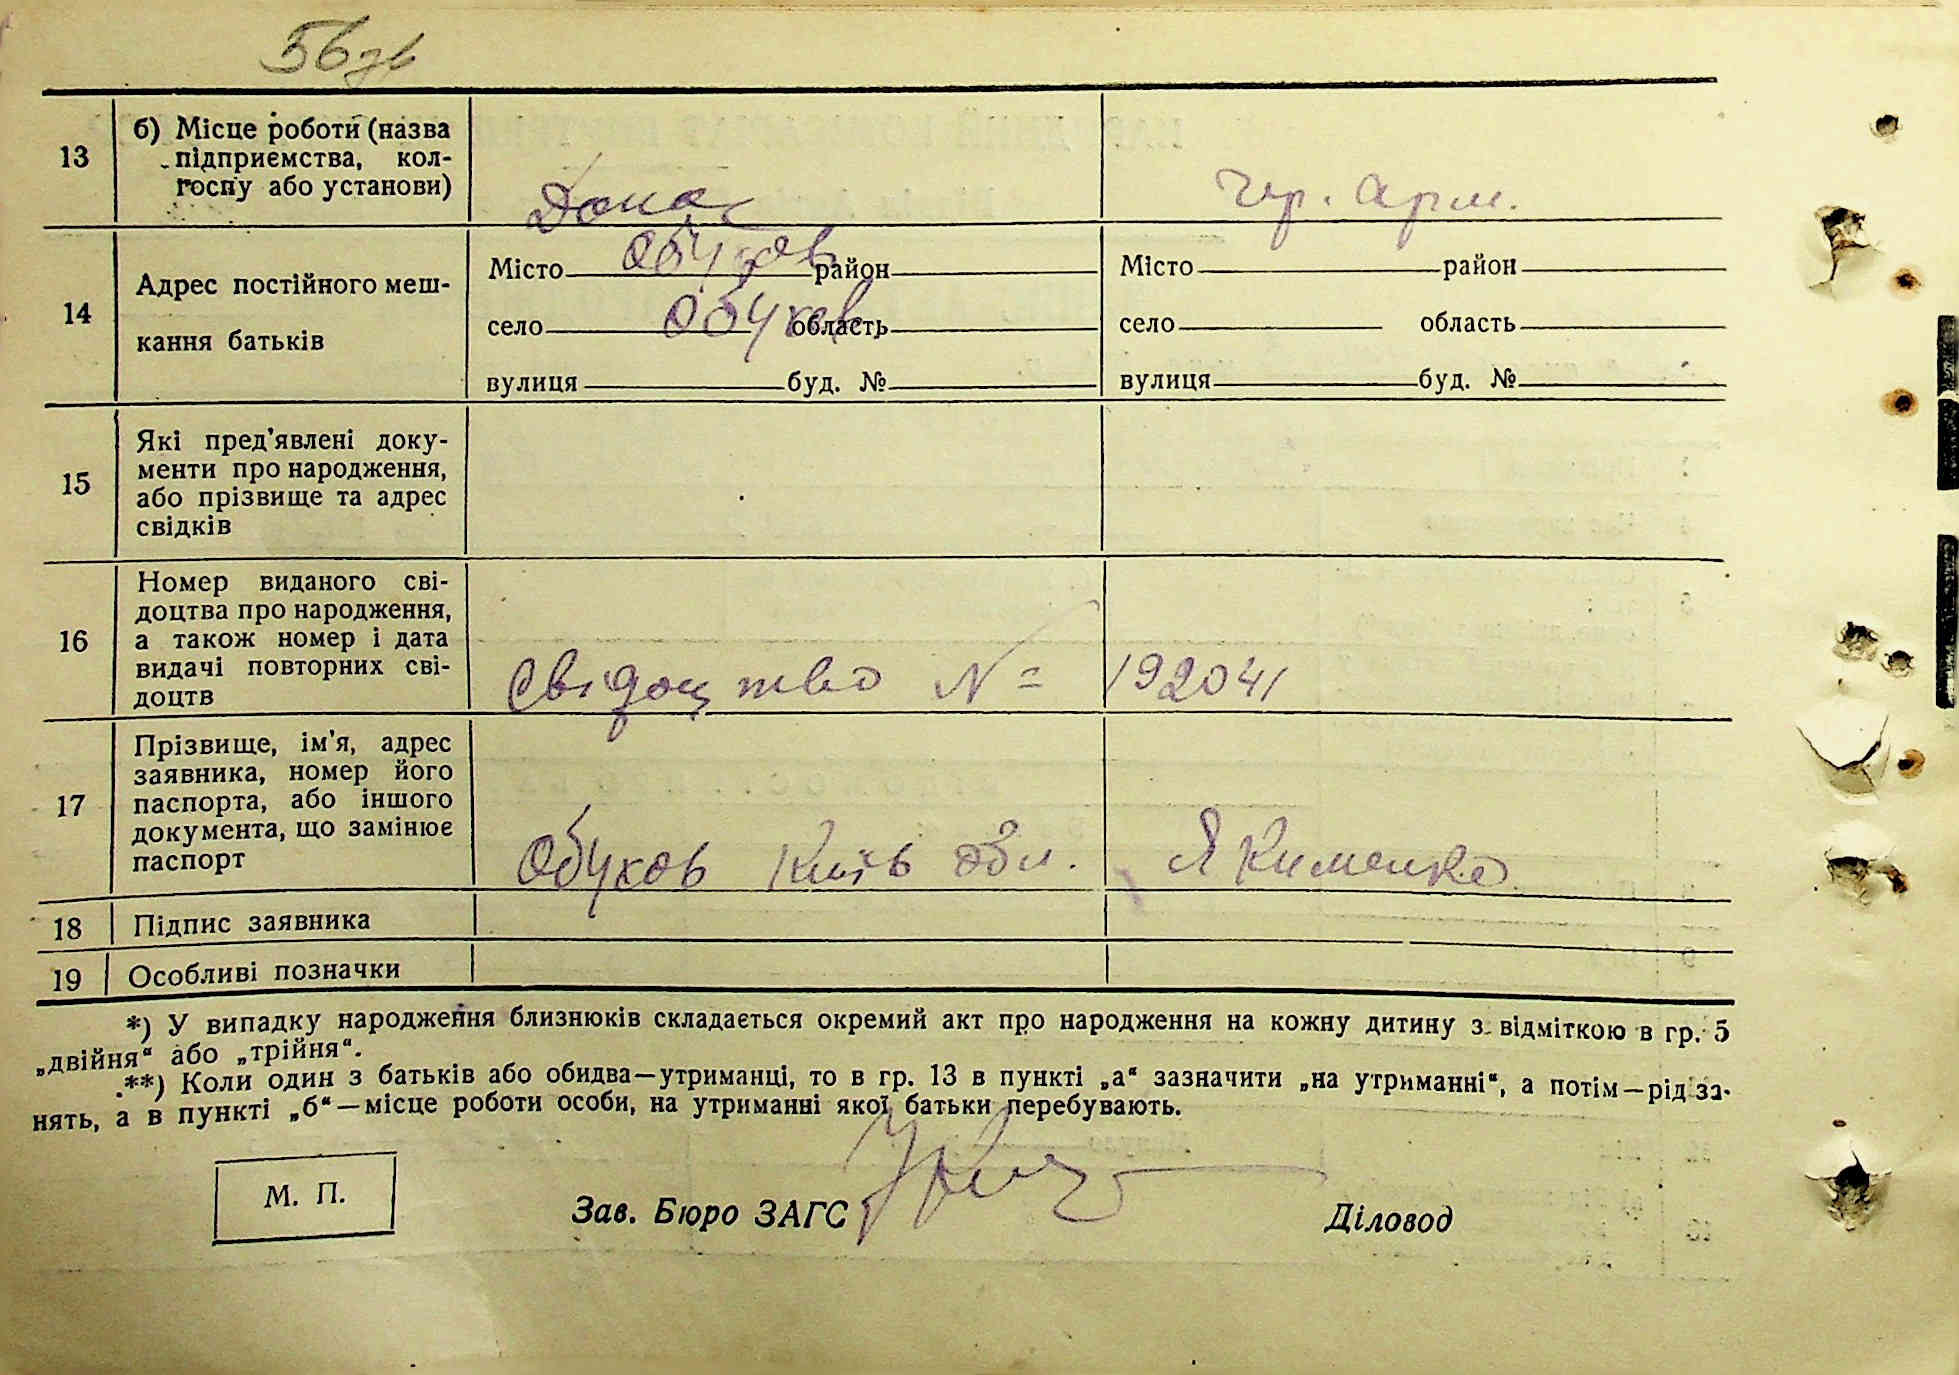 56зв
13 б) Місце роботи (назва
підприємства, кол-
госпу або установи) Дома чер. арм.
14 Адрес постійного меш-
кання батьків
Місто Обухов район Місто район
село Обухов область село область
вулиця буд. № вулиця буд. №
15 Які пред'явлені доку-
менти про народження,
або прізвище та адрес
свідків
16 Номер виданого сві-
доцтва про народження,
а також номер і дата
видачі повторних сві-
доцтв Свідоцтво № 192041
17 Прізвище, ім'я, адрес
заявника, номер його
паспорта, або іншого
документа, що замінює
паспорт Обухов Київ обл. Якименко
18 Підпис заявника
19 Особливі позначки
*) У випадку народження близнюків складається окремий акт про народження на кожну дитину з відміткою в гр. 5
„двійня“ або „трійня“.
**) Коли один з батьків або обидва—утриманці, то в гр. 13 в пункті „а“ зазначити „на утриманні“, а потім—рід за-
нять, а в пункті „б“—місце роботи особи, на утриманні якої батьки перебувають.
М. П.
Зав. Бюро ЗАГС Діловод